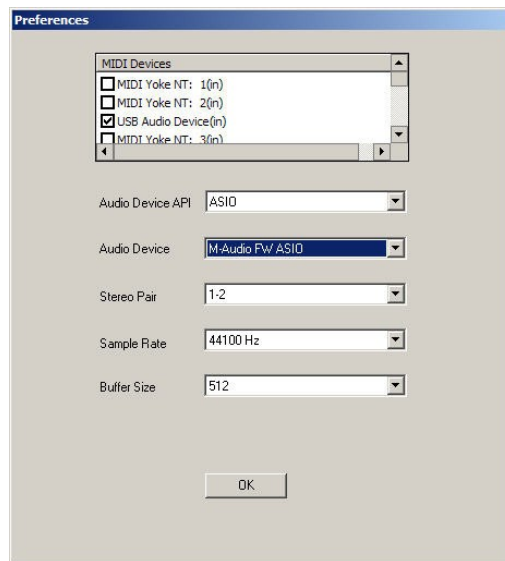 Preferences
MIDI Devices
MIDI Yoke NT: 1(in)
MIDI Yoke NT: 2(in)
USB Audio Device(in)
MIDI Yoke NT: 3(in)
Audio Device API ASIO
Audio Device M-Audio FW ASIO
Stereo Pair 1-2
Sample Rate 44100 Hz
Buffer Size 512
OK